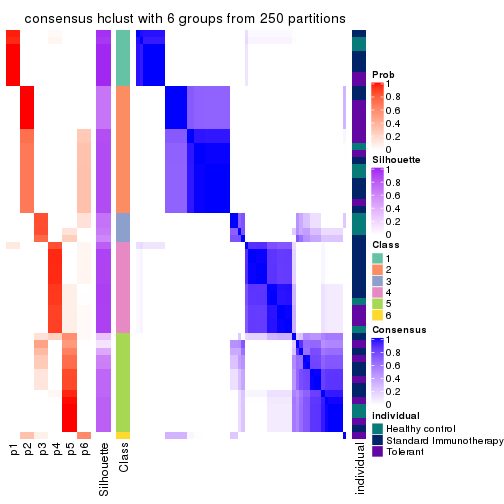 consensus hclust with 6 groups from 250 partitions
Prob
1
0.8
0.6
0.4
0.2
0
Silhouette
1
0.8
0.6
0.4
0.2
0
Class
1
2
3
4
5
6
Consensus
1
0.8
0.6
0.4
0.2
0
individual
Healthy control
Standard Immunotherapy
Tolerant
p1
p2
p3
p4
p5
p6
Silhouette
Class
individual